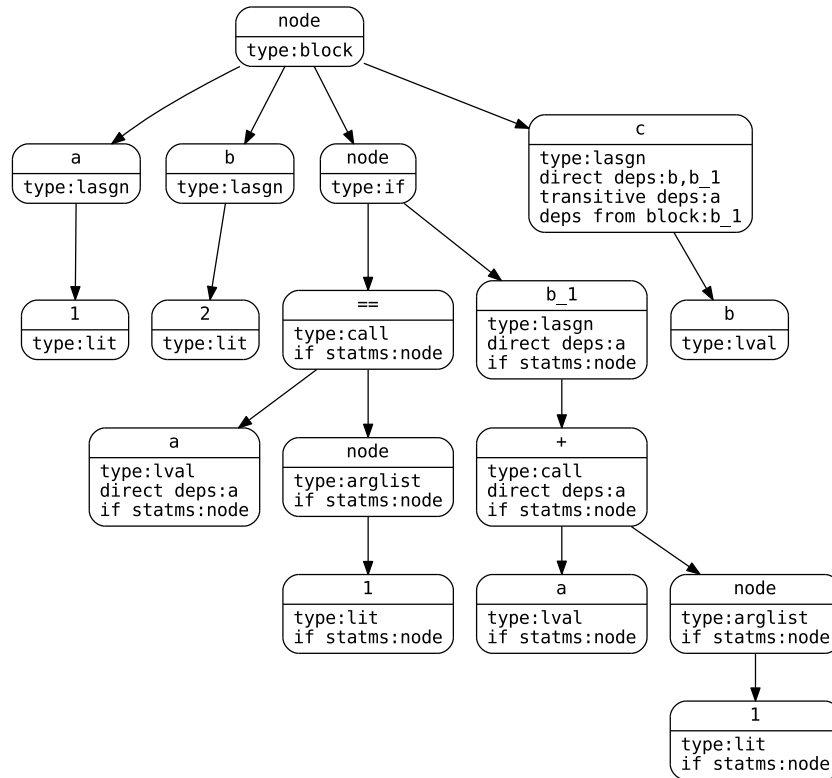 node
type:block
a
type:lasgn
b
type:lasgn
node
type:if
c
type:lasgn
direct deps:b,b_1
transitive deps:a
deps from block:b_1
1
type:lit
2
type:lit
==
type:call
if statms:node
b_1
type:lasgn
direct deps:a
if statms:node
b
type:lval
a
type:lval
direct deps:a
if statms:node
node
type:arglist
if statms:node
+
type:call
direct deps:a
if statms:node
1
type:lit
if statms:node
a
type:lval
if statms:node
node
type:arglist
if statms:node
1
type:lit
if statms:node